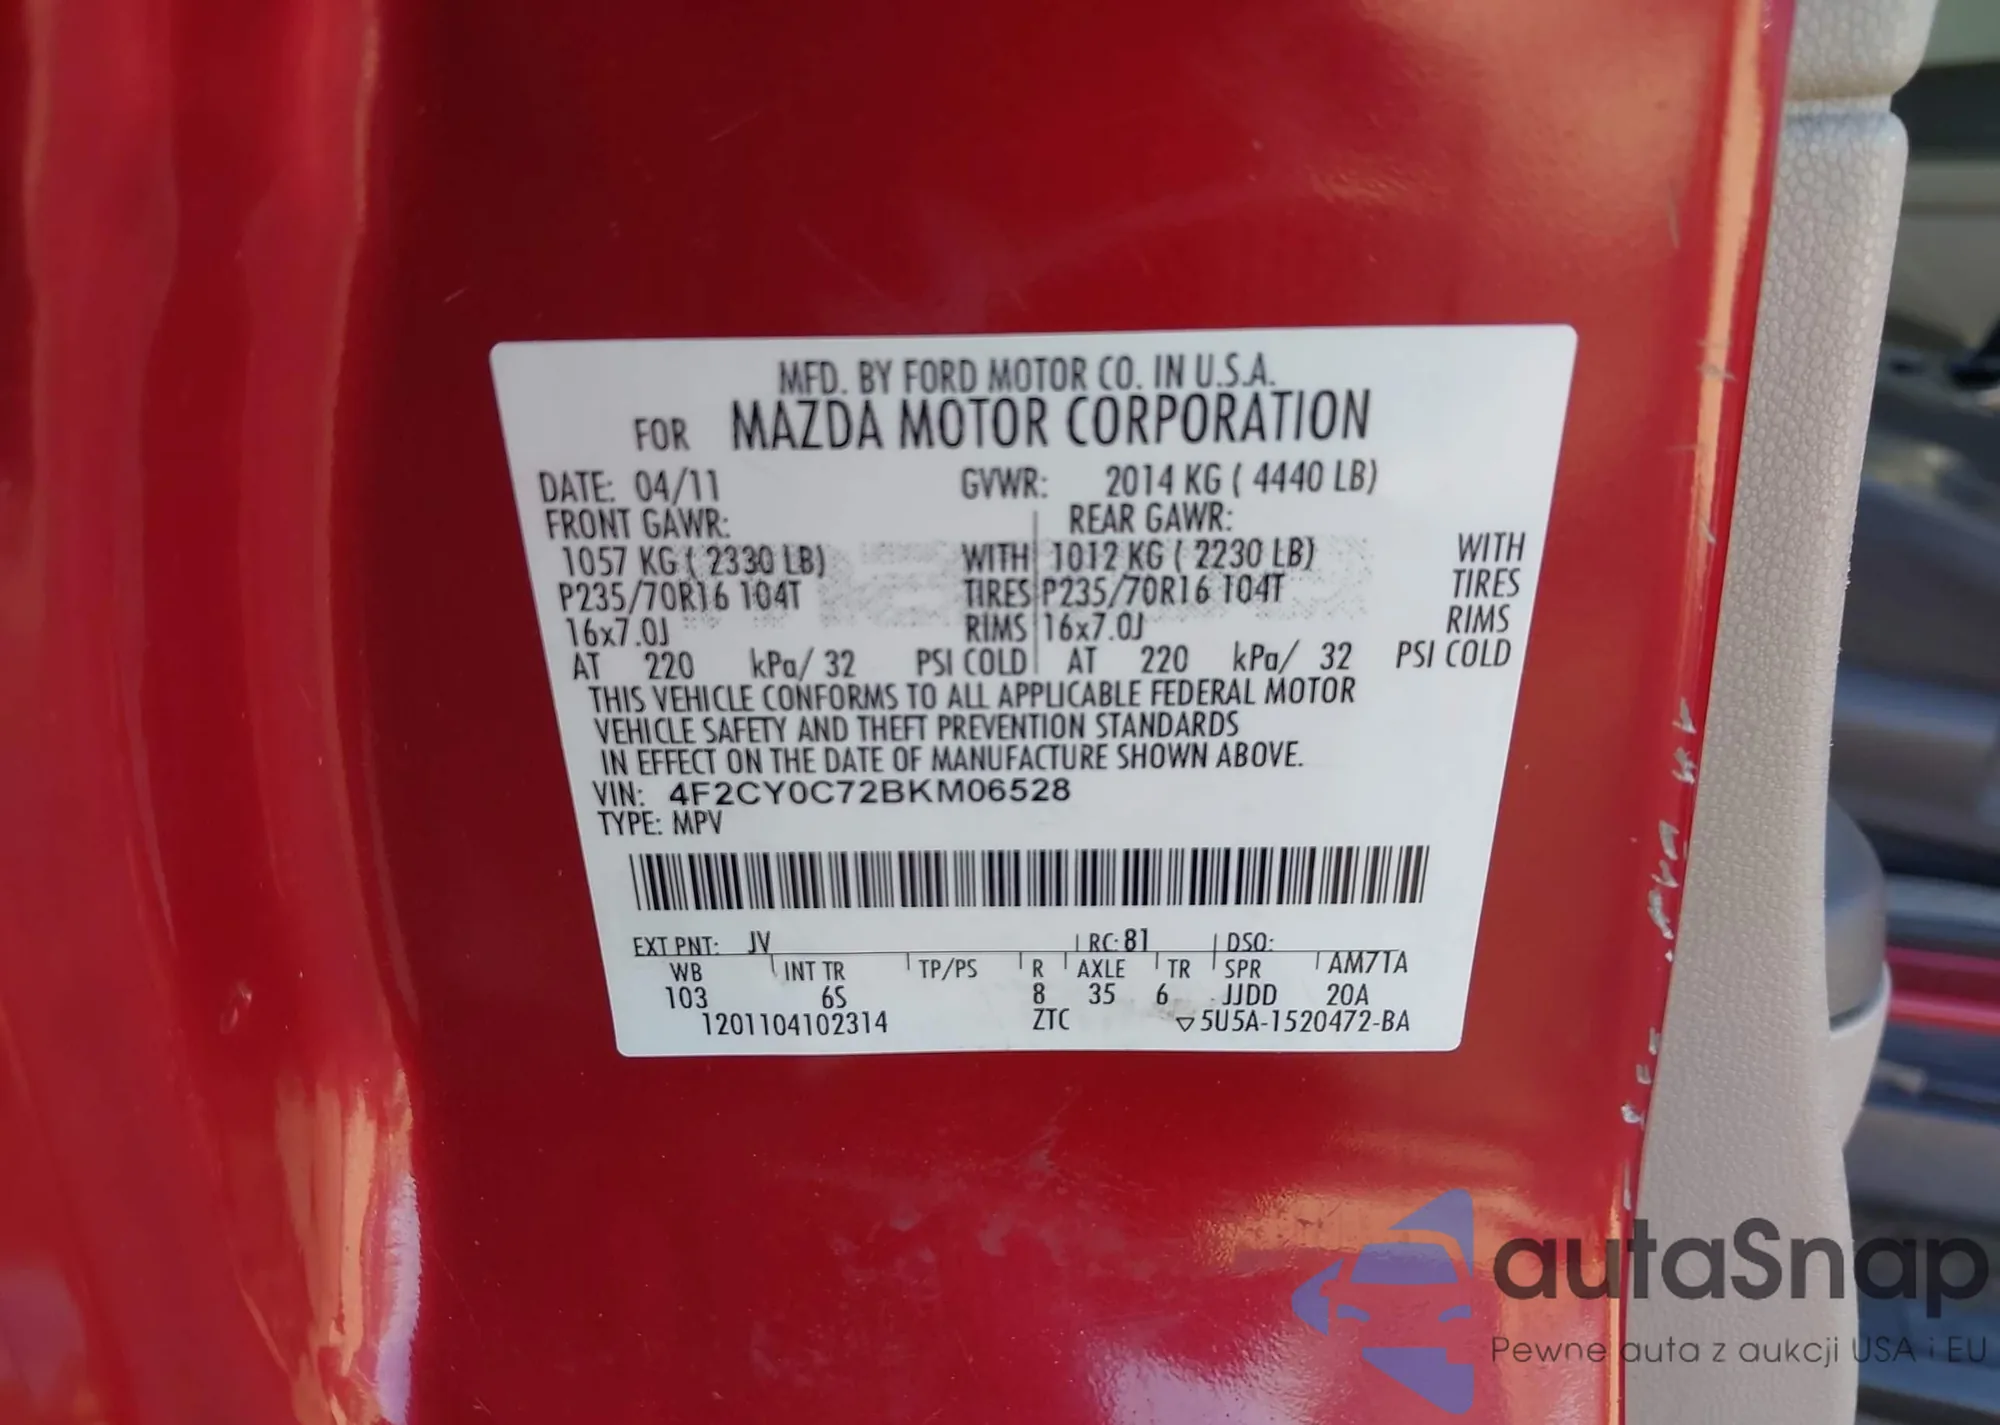 MFD. BY FORD MOTOR CO. IN U.S.A.
FOR MAZDA MOTOR CORPORATION
DATE: 04/11 GVWR: 2014 KG ( 4440 LB)
FRONT GAWR: REAR GAWR:
1057 KG ( 2330 LB) WITH 1012 KG ( 2230 LB) WITH
P235/70R16 104T TIRES P235/70R16 104T TIRES
16x7.0J RIMS 16x7.0J RIMS
AT 220 kPa/ 32 PSI COLD AT 220 kPa/ 32 PSI COLD
THIS VEHICLE CONFORMS TO ALL APPLICABLE FEDERAL MOTOR
VEHICLE SAFETY AND THEFT PREVENTION STANDARDS
IN EFFECT ON THE DATE OF MANUFACTURE SHOWN ABOVE.
VIN: 4F2CY0C72BKM06528
TYPE: MPV
EXT PNT: JV RC: 81 DSO:
WB INT TR TP/PS R AXLE TR SPR AM7TA
103 6S 8 35 6 JJDD 20A
1201104102314 ZTC 5U5A-1520472-BA
autaSnap
Pewne auta z aukcji USA i EU